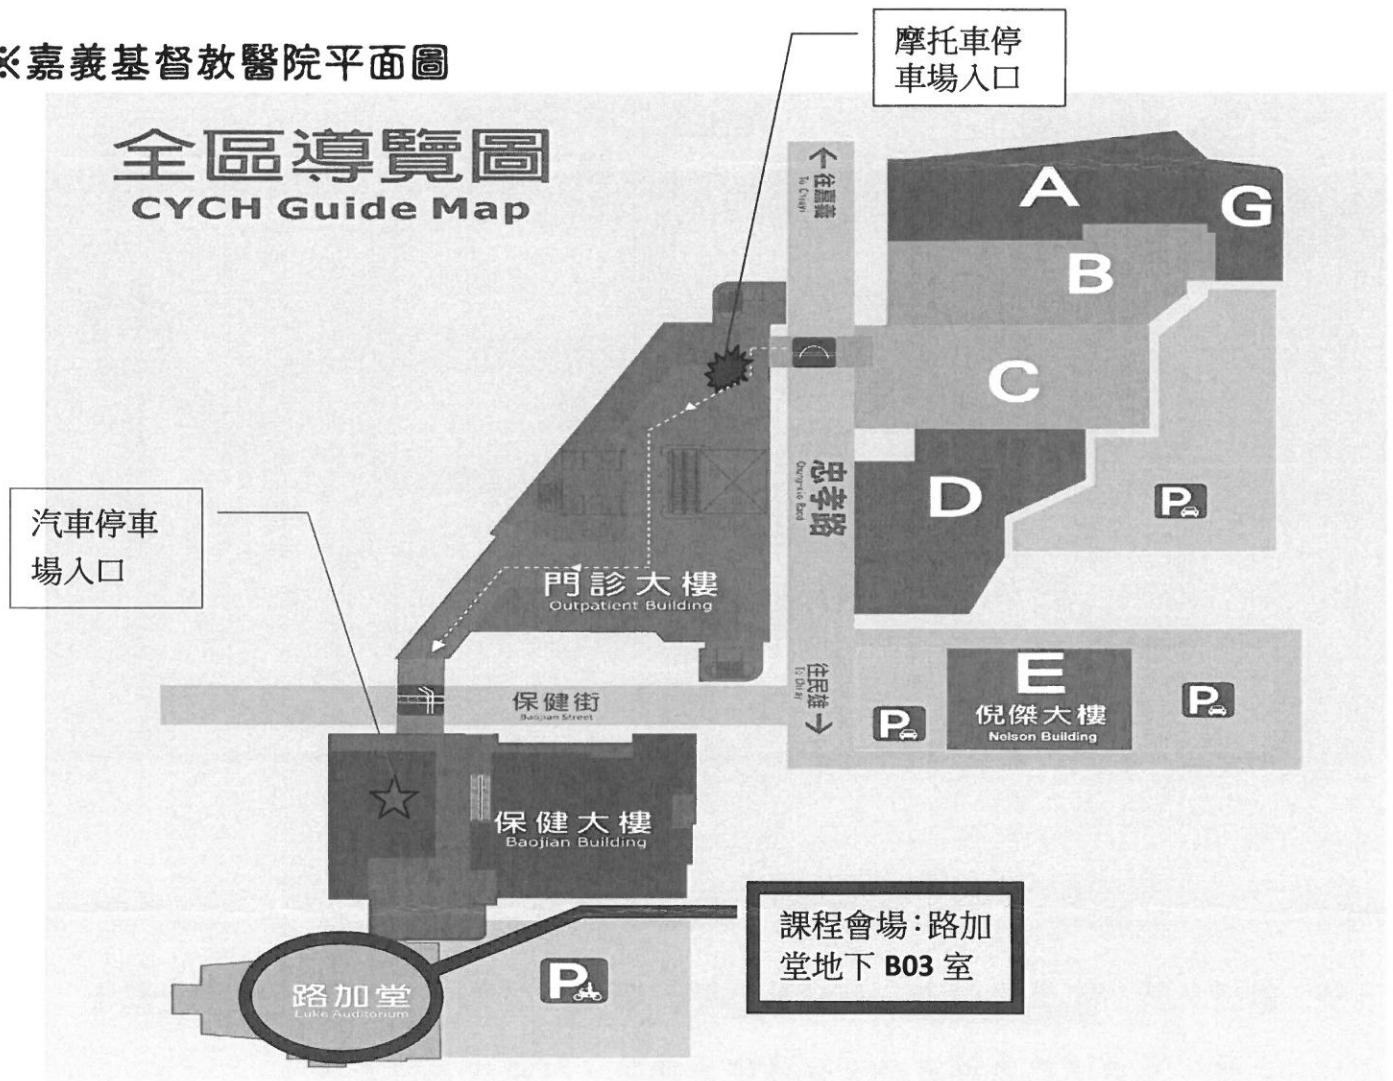 ※嘉義基督教醫院平面圖
摩托車停
車場入口
全區導覽圖
CYCH Guide Map
往嘉義
To Chiayi
A
G
B
C
忠孝路
D
P
汽車停車
場入口
門診大樓
Outpatient Building
往民雄
保健街
Baojian Street
E
倪傑大樓
Nelson Building
P
P
保健大樓
Baojian Building
課程會場：路加
堂地下 B03 室
路加堂
Luke Auditorium
P